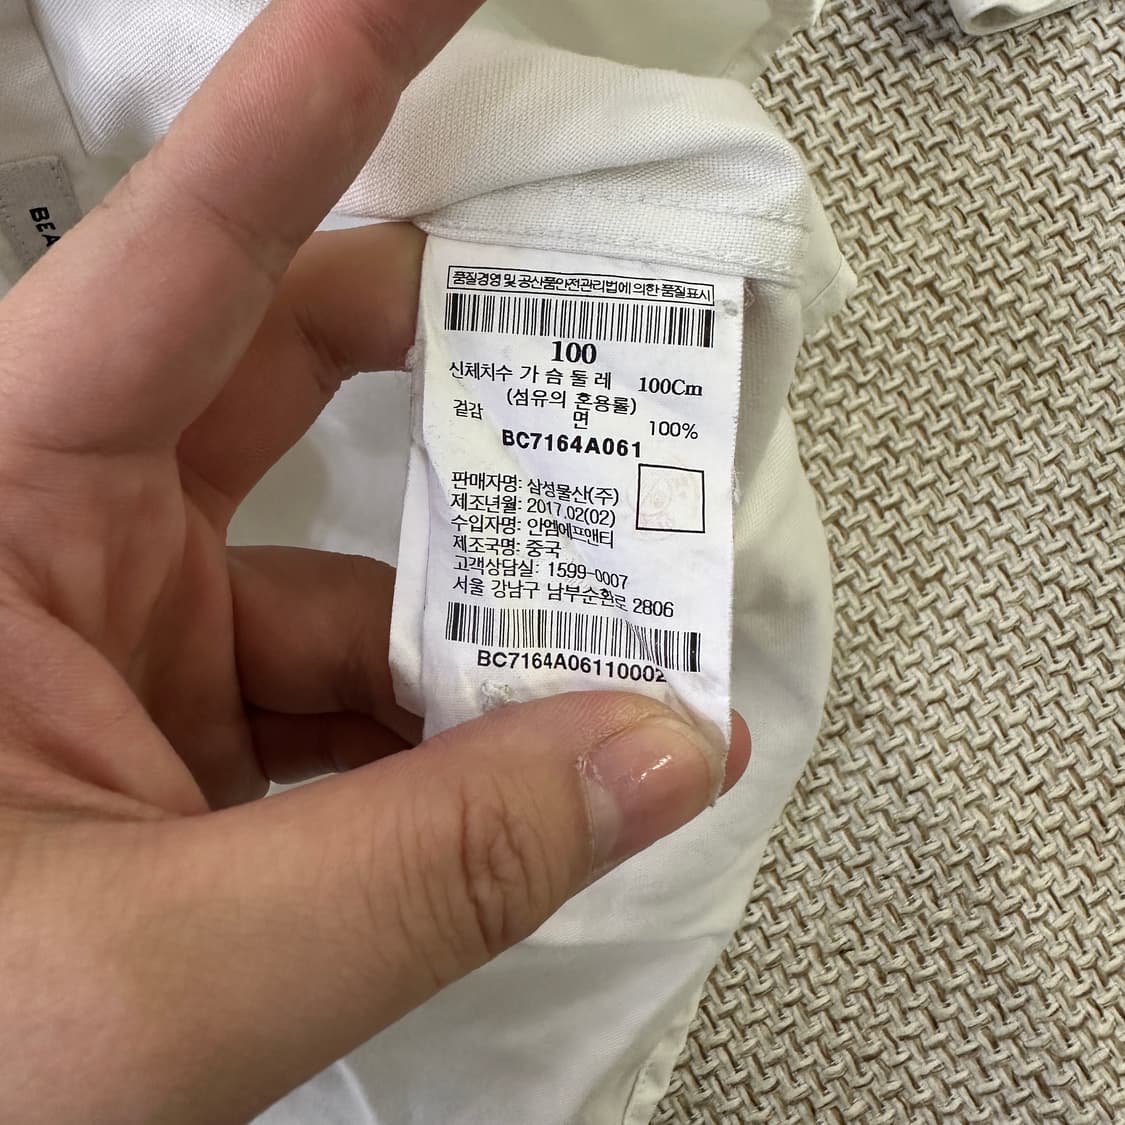 BEA
품질경영 및 공산품안전관리법에 의한 품질표시
100
신체치수 가 슴 둘 레 100Cm
(섬유의 혼용률)
겉감 면 100%
BC7164A061
판매자명: 삼성물산(주)
제조년월: 2017.02(02)
수입자명: 안엠에프앤티
제조국명: 중국
고객상담실: 1599-0007
서울 강남구 남부순환로 2806
BC7164A06110002